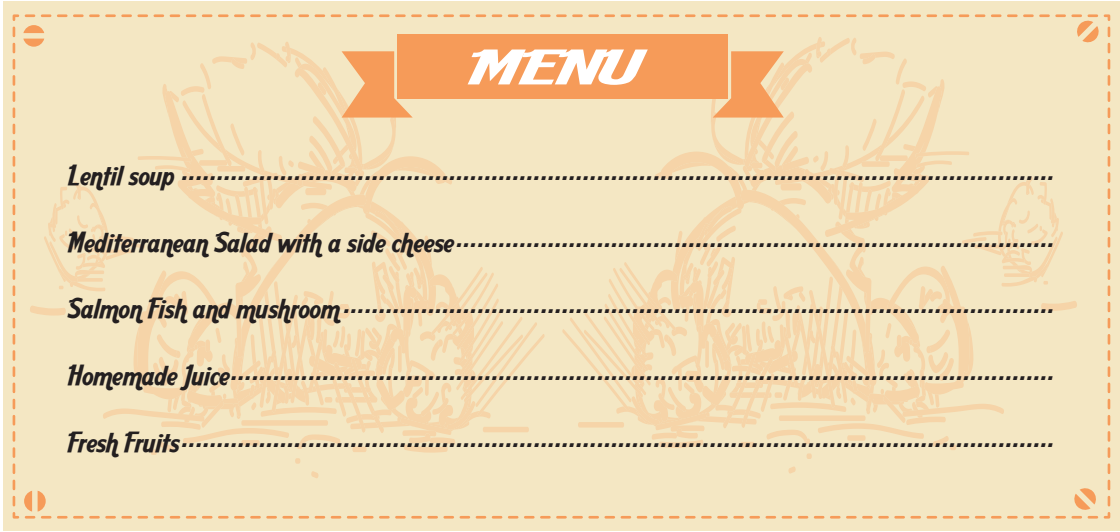 MENU
Lentil soup ........................................................................................................................
Mediterranean Salad with a side cheese ....................................................................................
Salmon Fish and mushroom ....................................................................................................
Homemade Juice ....................................................................................................................
Fresh Fruits ........................................................................................................................